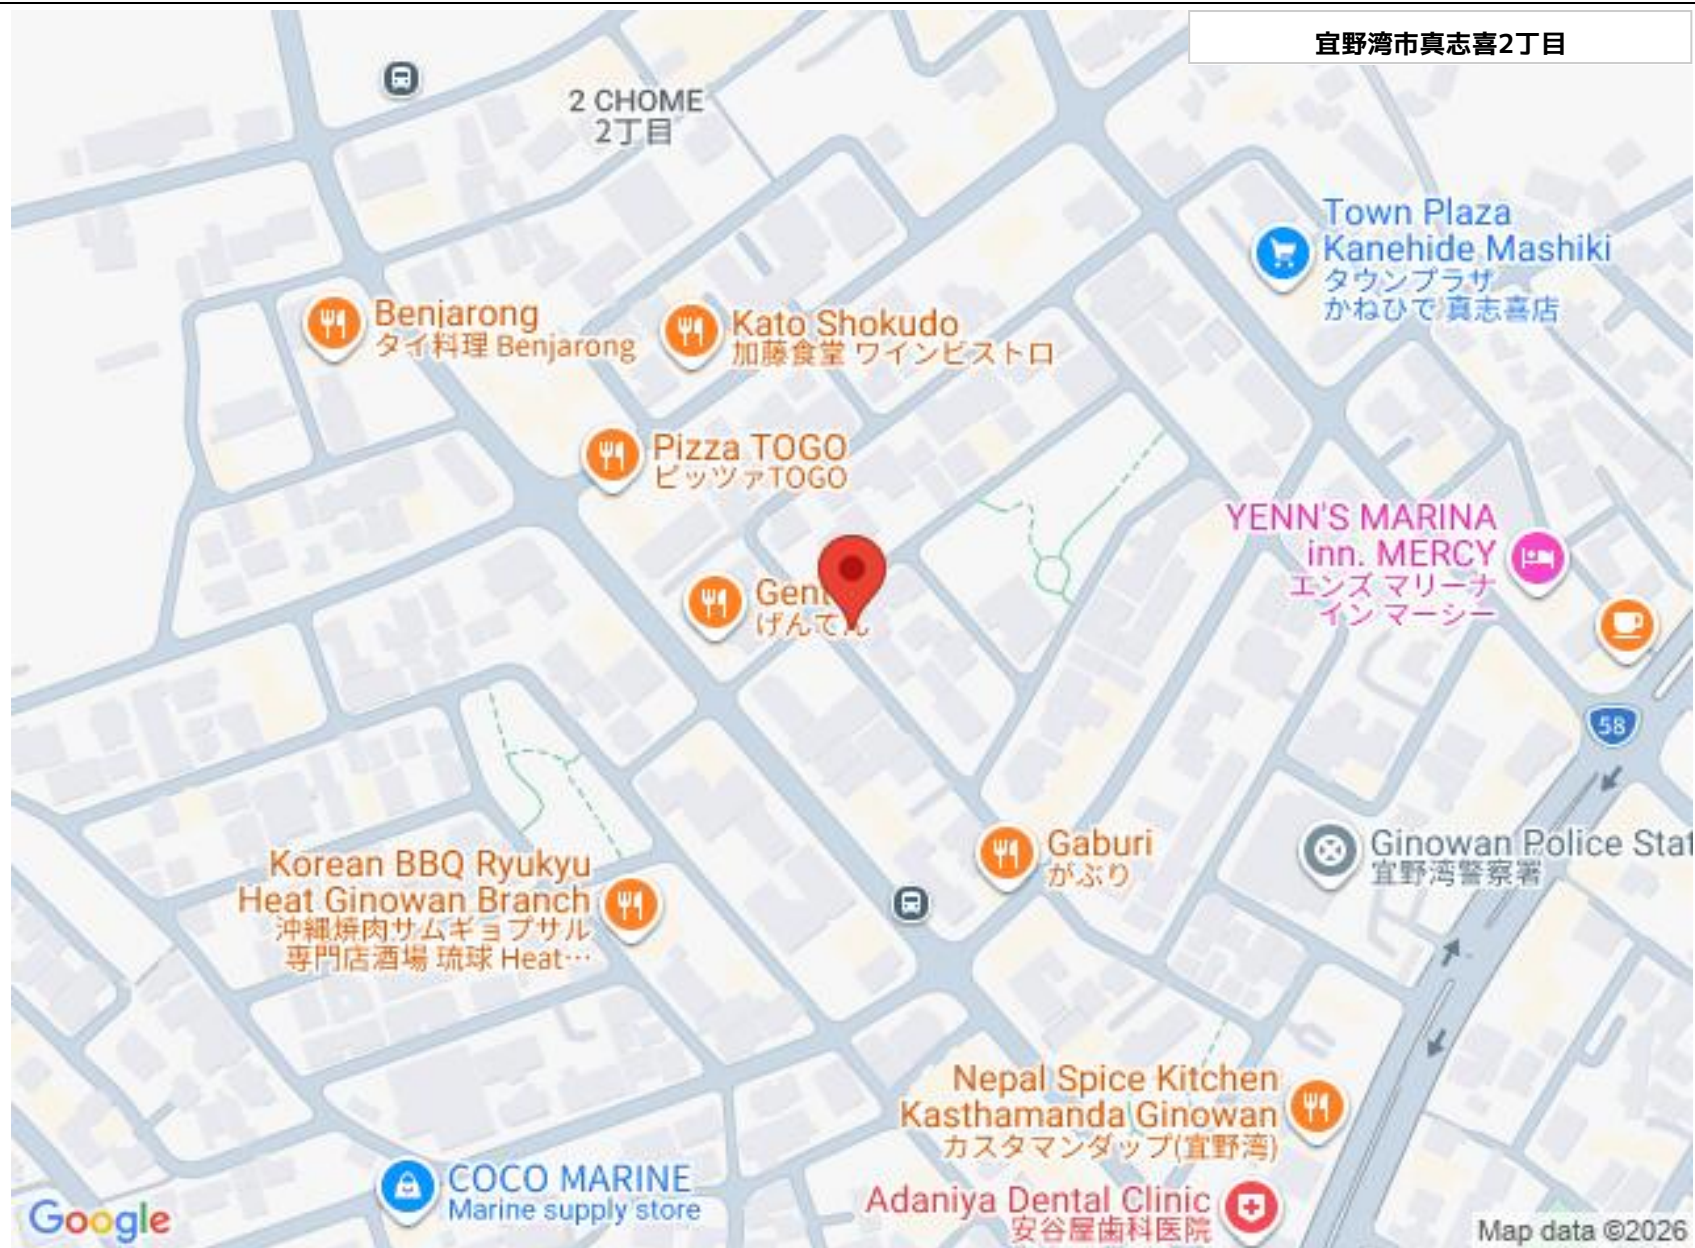 宜野湾市真志喜2丁目
2 CHOME
2丁目
Town Plaza
Kanehide Mashiki
タウンプラザ
かねひで 真志喜店
Benjarong
タイ料理 Benjarong
Kato Shokudo
加藤食堂 ワインビストロ
Pizza TOGO
ピッツァTOGO
YENN'S MARINA
inn. MERCY
エンズ マリーナ
イン マーシー
げんてん
58
Gaburi
がぶり
Ginowan Police Stat
宜野湾警察署
Korean BBQ Ryukyu
Heat Ginowan Branch
沖縄焼肉サムギョプサル
専門店酒場 琉球 Heat…
Nepal Spice Kitchen
Kasthamanda Ginowan
カスタマンダップ(宜野湾)
COCO MARINE
Marine supply store
Adaniya Dental Clinic
安谷屋歯科医院
Google
Map data ©2026